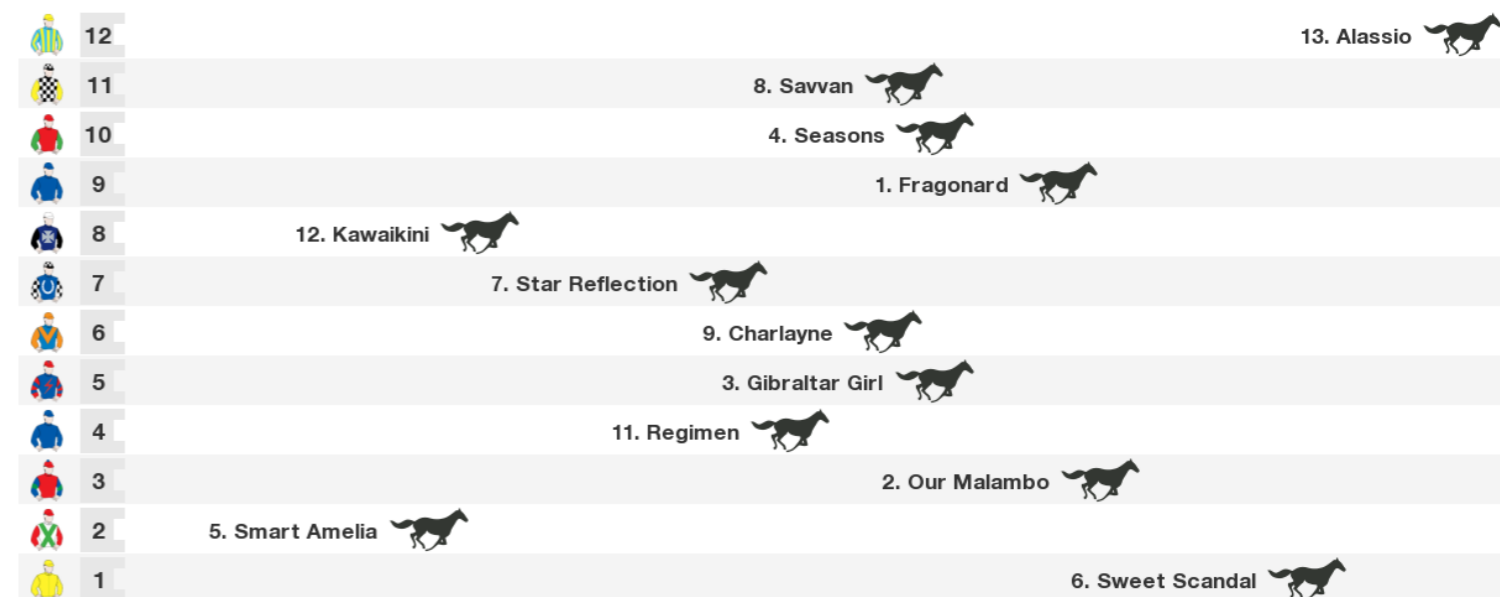 12 13. Alassio
11 8. Savvan
10 4. Seasons
9 1. Fragonard
8 12. Kawaikini
7 7. Star Reflection
6 9. Charlayne
5 3. Gibraltar Girl
4 11. Regimen
3 2. Our Malambo
2 5. Smart Amelia
1 6. Sweet Scandal